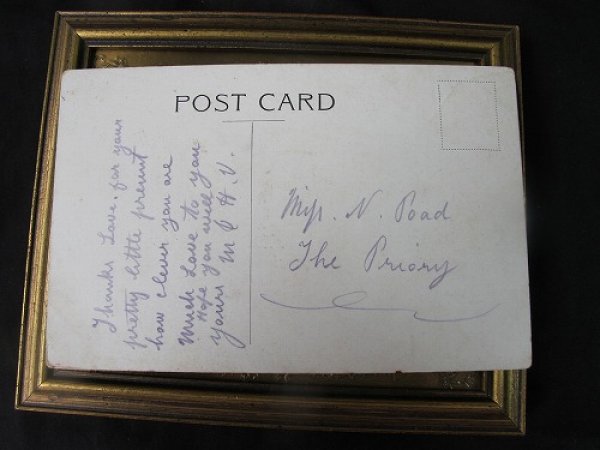 POST CARD
Thanks Love, for your
pretty little present
how clever you are
Much Love to you
Hope you well
yours M
Miss. N. Poad
The Priory